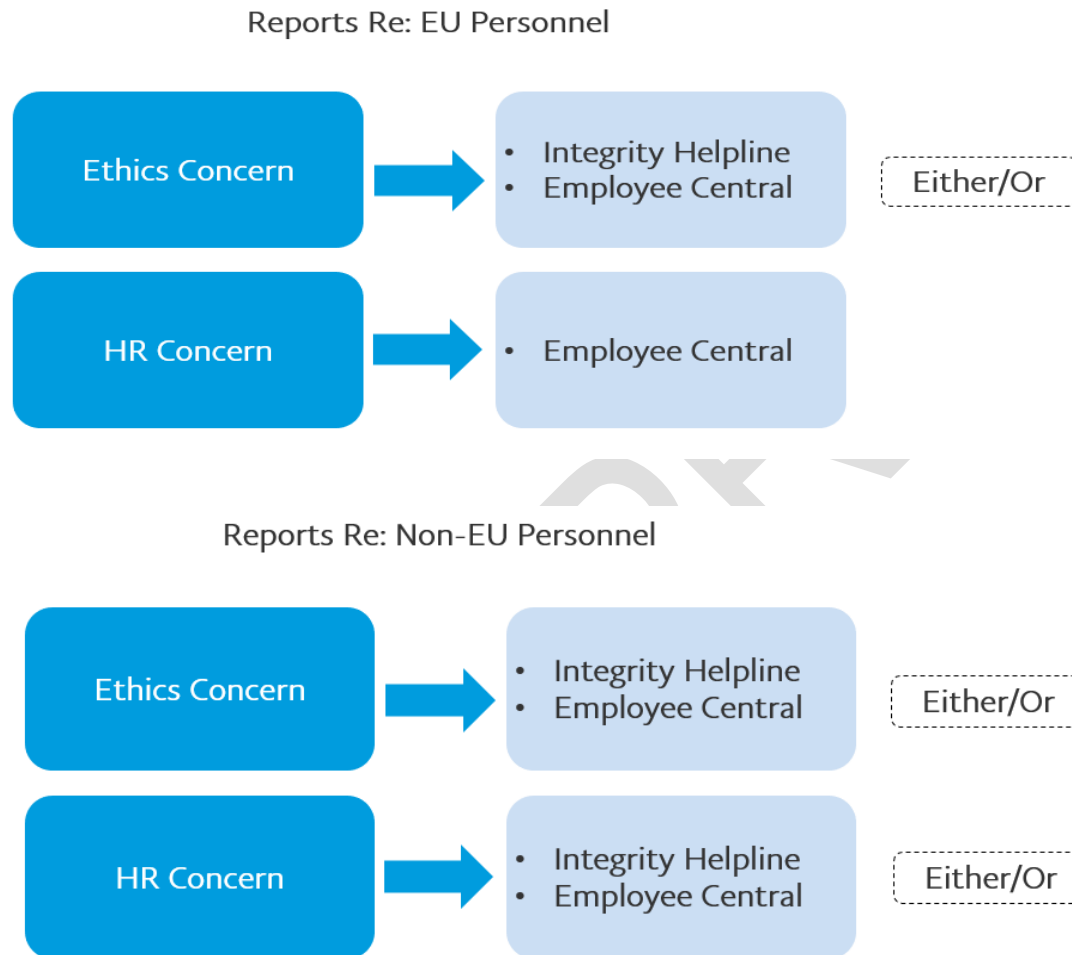 Reports Re: EU Personnel
Ethics Concern
• Integrity Helpline
• Employee Central
Either/Or
HR Concern
• Employee Central
Reports Re: Non-EU Personnel
Ethics Concern
• Integrity Helpline
• Employee Central
Either/Or
HR Concern
• Integrity Helpline
• Employee Central
Either/Or